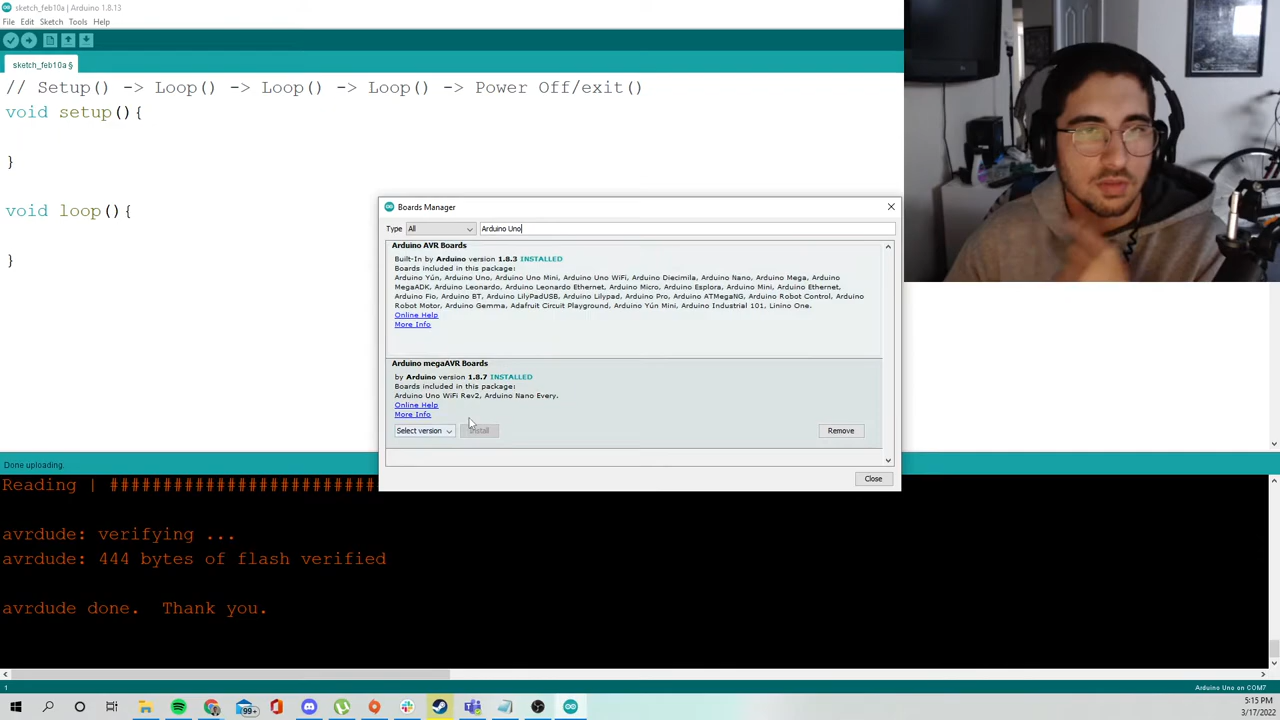 sketch_feb10a | Arduino 1.8.13
File Edit Sketch Tools Help
sketch_feb10a §
// Setup() -> Loop() -> Loop() -> Loop() -> Power Off/exit()
void setup(){
}
void loop(){
}
Boards Manager
Type All Arduino Uno
Arduino AVR Boards
Built-In by Arduino version 1.8.3 INSTALLED
Boards included in this package:
Arduino Yún, Arduino Uno, Arduino Uno Mini, Arduino Uno WiFi, Arduino Diecimila, Arduino Nano, Arduino Mega, Arduino
MegaADK, Arduino Leonardo, Arduino Leonardo Ethernet, Arduino Micro, Arduino Esplora, Arduino Mini, Arduino Ethernet,
Arduino Fio, Arduino BT, Arduino LilyPadUSB, Arduino Lilypad, Arduino Pro, Arduino ATMegaNG, Arduino Robot Control, Arduino
Robot Motor, Arduino Gemma, Adafruit Circuit Playground, Arduino Yún Mini, Arduino Industrial 101, Linino One.
Online Help
More Info
Arduino megaAVR Boards
by Arduino version 1.8.7 INSTALLED
Boards included in this package:
Arduino Uno WiFi Rev2, Arduino Nano Every.
Online Help
More Info
Select version Install Remove
Close
Done uploading.
Reading | ########################
avrdude: verifying ...
avrdude: 444 bytes of flash verified
avrdude done. Thank you.
1 Arduino Uno on COM7
99+
5:15 PM
3/17/2022